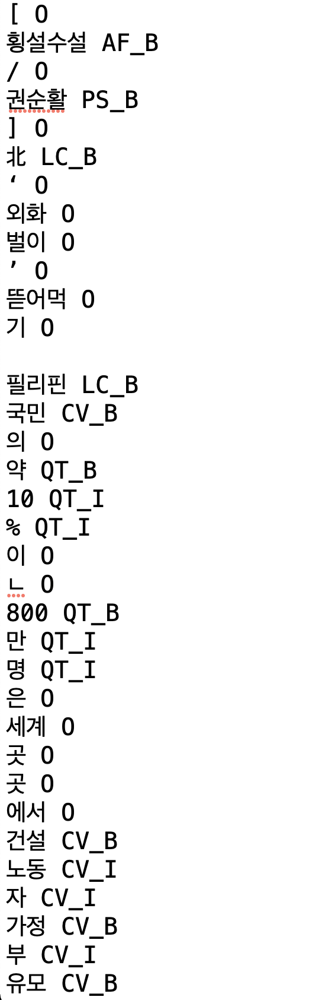 [ O
횡설수설 AF_B
/ O
권순활 PS_B
] O
北 LC_B
‘ O
외화 O
벌이 O
’ O
뜯어먹 O
기 O

필리핀 LC_B
국민 CV_B
의 O
약 QT_B
10 QT_I
% QT_I
이 O
ㄴ O
800 QT_B
만 QT_I
명 QT_I
은 O
세계 O
곳 O
곳 O
에서 O
건설 CV_B
노동 CV_I
자 CV_I
가정 CV_B
부 CV_I
유모 CV_B